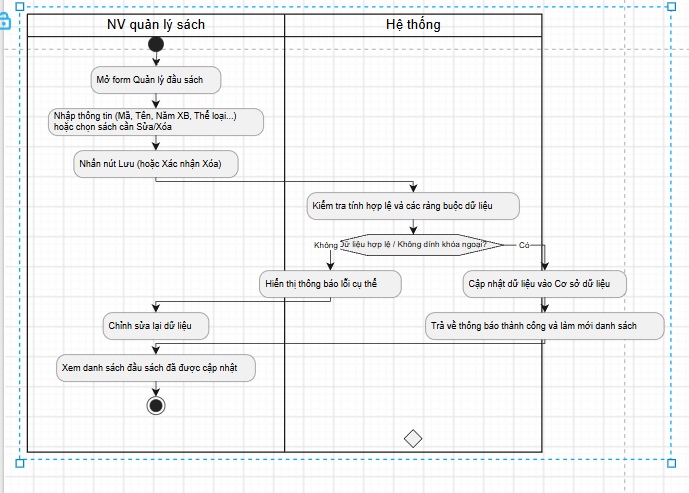 NV quản lý sách
Hệ thống
Mở form Quản lý đầu sách
Nhập thông tin (Mã, Tên, Năm XB, Thể loại...)
hoặc chọn sách cần Sửa/Xóa
Nhấn nút Lưu (hoặc Xác nhận Xóa)
Kiểm tra tính hợp lệ và các ràng buộc dữ liệu
Không
Dữ liệu hợp lệ / Không dính khóa ngoại?
Có
Hiển thị thông báo lỗi cụ thể
Cập nhật dữ liệu vào Cơ sở dữ liệu
Chỉnh sửa lại dữ liệu
Trả về thông báo thành công và làm mới danh sách
Xem danh sách đầu sách đã được cập nhật